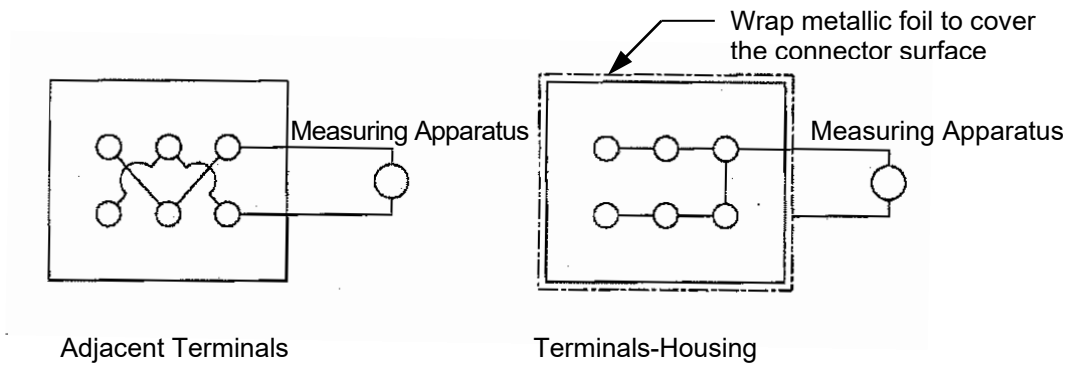 Wrap metallic foil to cover
the connector surface
Measuring Apparatus
Measuring Apparatus
Adjacent Terminals
Terminals-Housing